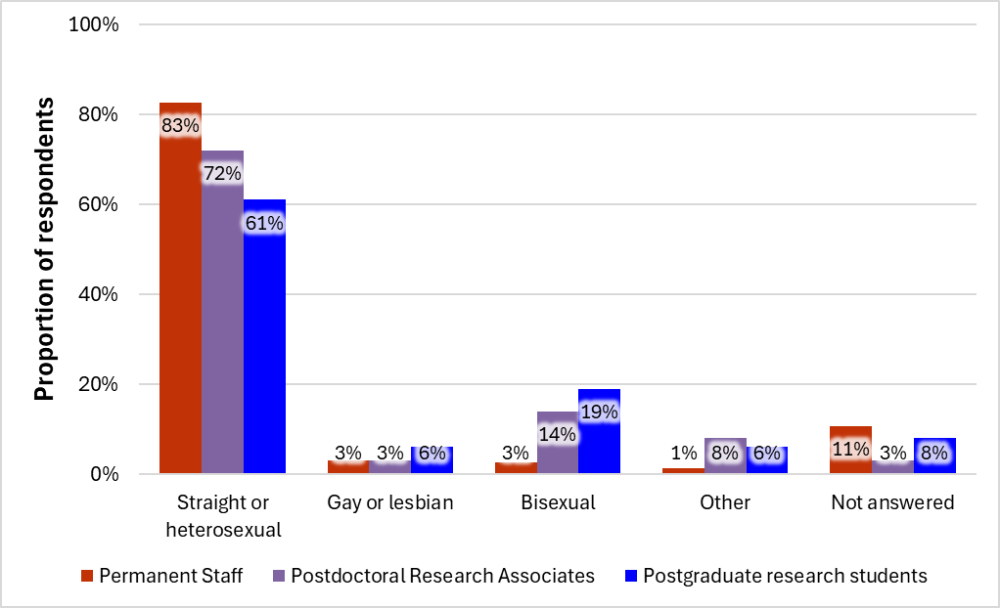 100%
80%
60%
40%
20%
0%
Proportion of respondents
83%
72%
61%
3%
3%
6%
3%
14%
19%
1%
8%
6%
11%
3%
8%
Straight or
heterosexual
Gay or lesbian
Bisexual
Other
Not answered
Permanent Staff
Postdoctoral Research Associates
Postgraduate research students